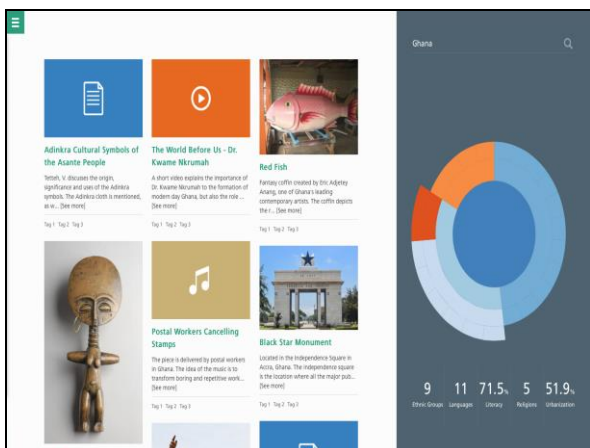 Ghana
Adinkra Cultural Symbols of
the Asante People
Tetteh, V. discusses the origin,
significance and uses of the Adinkra
symbols. The Adinkra cloth is mentioned,
as w... [See more]
Tag 1 Tag 2 Tag 3
The World Before Us - Dr.
Kwame Nkrumah
A short video explains the importance of
Dr. Kwame Nkrumah to the formation of
modern day Ghana, but also the role ...
[See more]
Tag 1 Tag 2 Tag 3
Postal Workers Cancelling
Stamps
The piece is delivered by postal workers
in Ghana. The idea of the music is to
transform boring and repetitive work...
[See more]
Tag 1 Tag 2 Tag 3
Red Fish
Fantasy coffin created by Eric Adjetey
Anang, one of Ghana's leading
contemporary artists. The coffin depicts
the r... [See more]
Tag 1 Tag 2 Tag 3
Black Star Monument
Located in the Independence Square in
Accra, Ghana. The Independence square
is the location where all the major pub...
[See more]
Tag 1 Tag 2 Tag 3
9 11 71.5% 5 51.9%
Ethnic Groups Languages Literacy Religions Urbanization